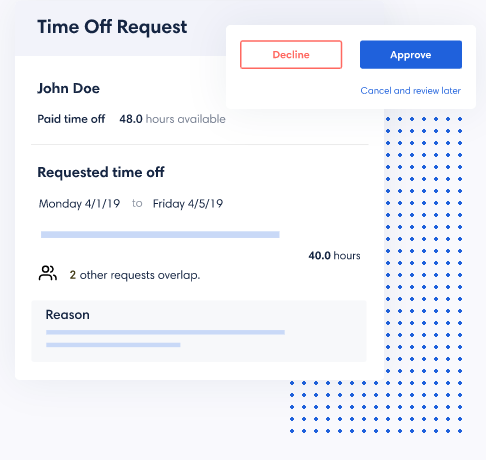 Time Off Request
Decline
Approve
Cancel and review later
John Doe
Paid time off 48.0 hours available
Requested time off
Monday 4/1/19 to Friday 4/5/19
40.0 hours
2 other requests overlap.
Reason